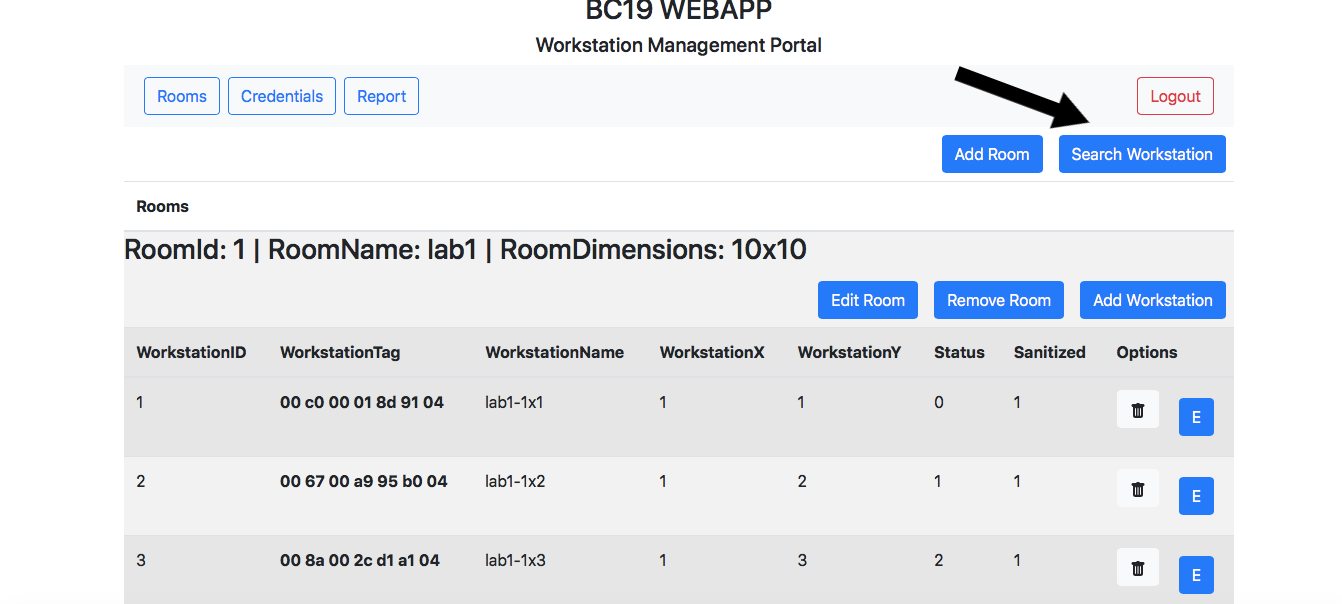 BC19 WEBAPP
Workstation Management Portal
Rooms Credentials Report Logout
Add Room Search Workstation
Rooms
RoomId: 1 | RoomName: lab1 | RoomDimensions: 10x10
Edit Room Remove Room Add Workstation
WorkstationID WorkstationTag WorkstationName WorkstationX WorkstationY Status Sanitized Options
1 00 c0 00 01 8d 91 04 lab1-1x1 1 1 0 1 E
2 00 67 00 a9 95 b0 04 lab1-1x2 1 2 1 1 E
3 00 8a 00 2c d1 a1 04 lab1-1x3 1 3 2 1 E